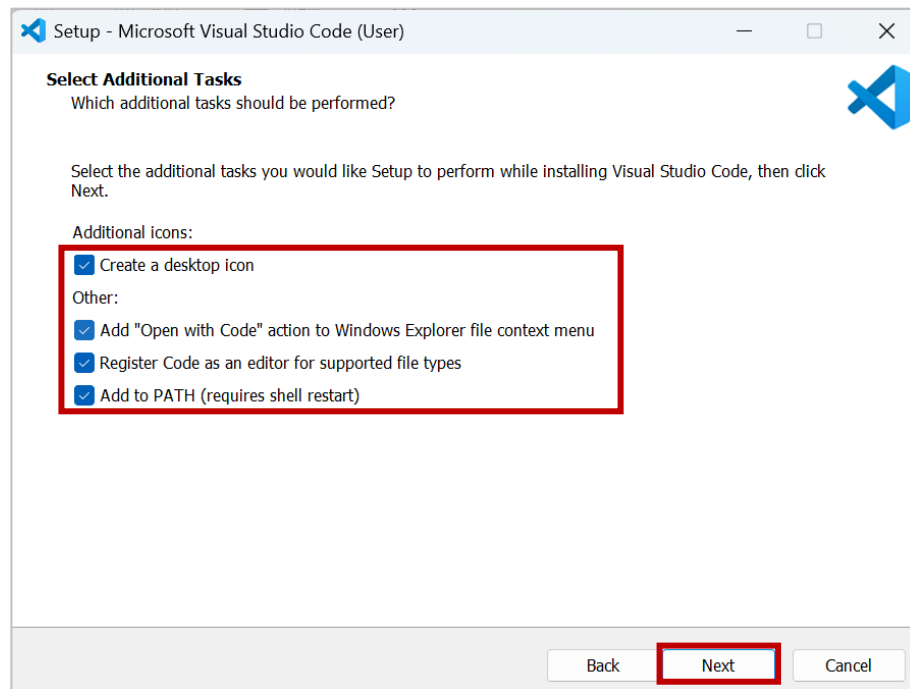 Setup - Microsoft Visual Studio Code (User)
Select Additional Tasks
Which additional tasks should be performed?
Select the additional tasks you would like Setup to perform while installing Visual Studio Code, then click
Next.
Additional icons:
Create a desktop icon
Other:
Add "Open with Code" action to Windows Explorer file context menu
Register Code as an editor for supported file types
Add to PATH (requires shell restart)
Back Next Cancel